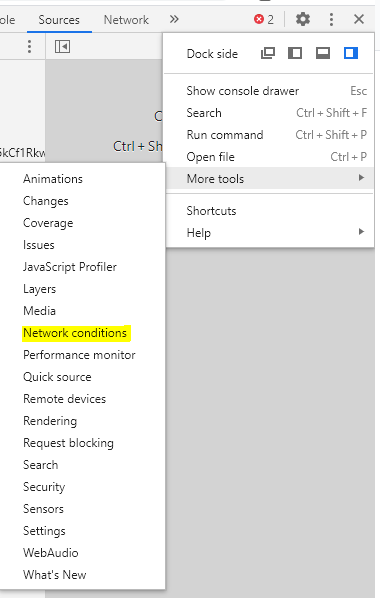 ole Sources Network » 2
Dock side
Show console drawer Esc
Search Ctrl + Shift + F
Run command Ctrl + Shift + P
Open file Ctrl + P
More tools
Shortcuts
Help
C
Ctrl + Sh
kCf1Rkw
Animations
Changes
Coverage
Issues
JavaScript Profiler
Layers
Media
Network conditions
Performance monitor
Quick source
Remote devices
Rendering
Request blocking
Search
Security
Sensors
Settings
WebAudio
What's New